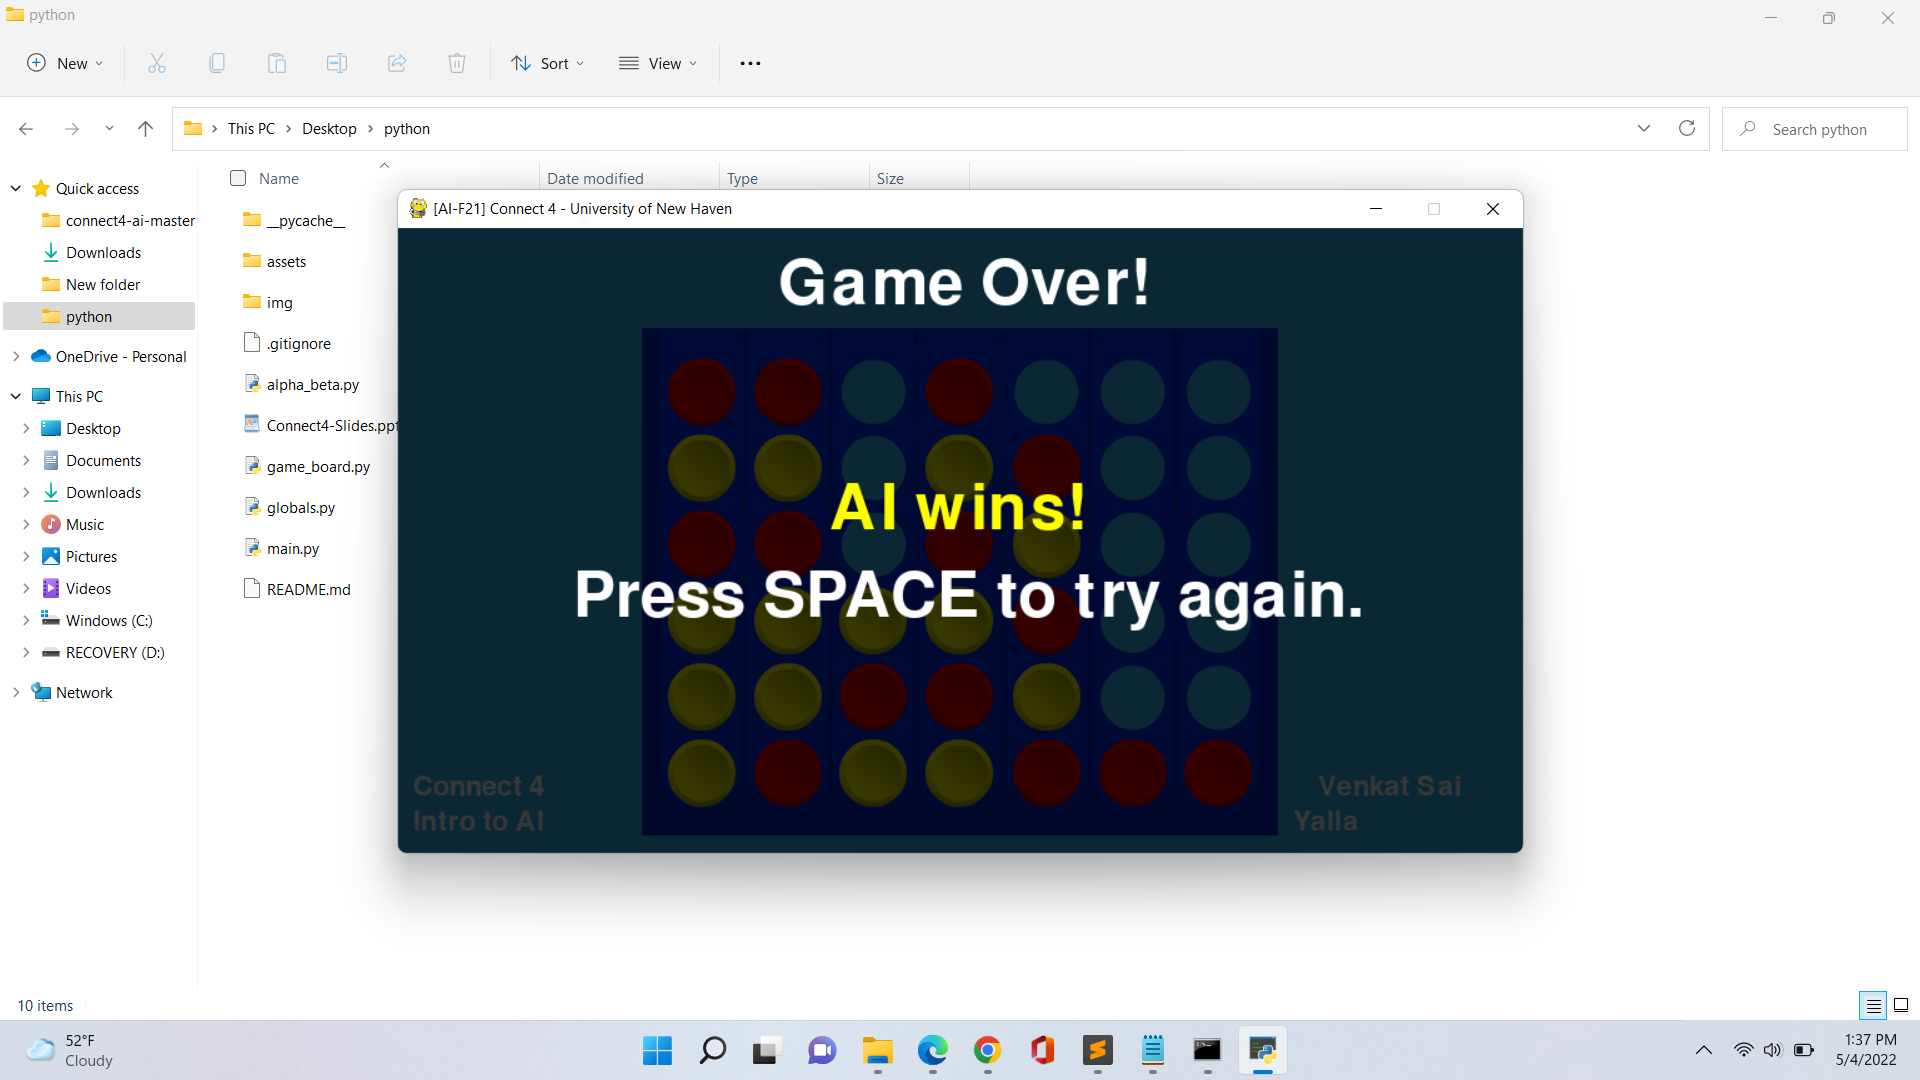 python
New
Sort
View
This PC
Desktop
python
Search python
Name
Date modified
Type
Size
Quick access
connect4-ai-master
Downloads
New folder
python
OneDrive - Personal
This PC
Desktop
Documents
Downloads
Music
Pictures
Videos
Windows (C:)
RECOVERY (D:)
Network
__pycache__
assets
img
.gitignore
alpha_beta.py
Connect4-Slides.ppt
game_board.py
globals.py
main.py
README.md
[AI-F21] Connect 4 - University of New Haven
Game Over!
AI wins!
Press SPACE to try again.
Connect 4
Intro to AI
Venkat Sai
Yalla
10 items
52°F
Cloudy
1:37 PM
5/4/2022